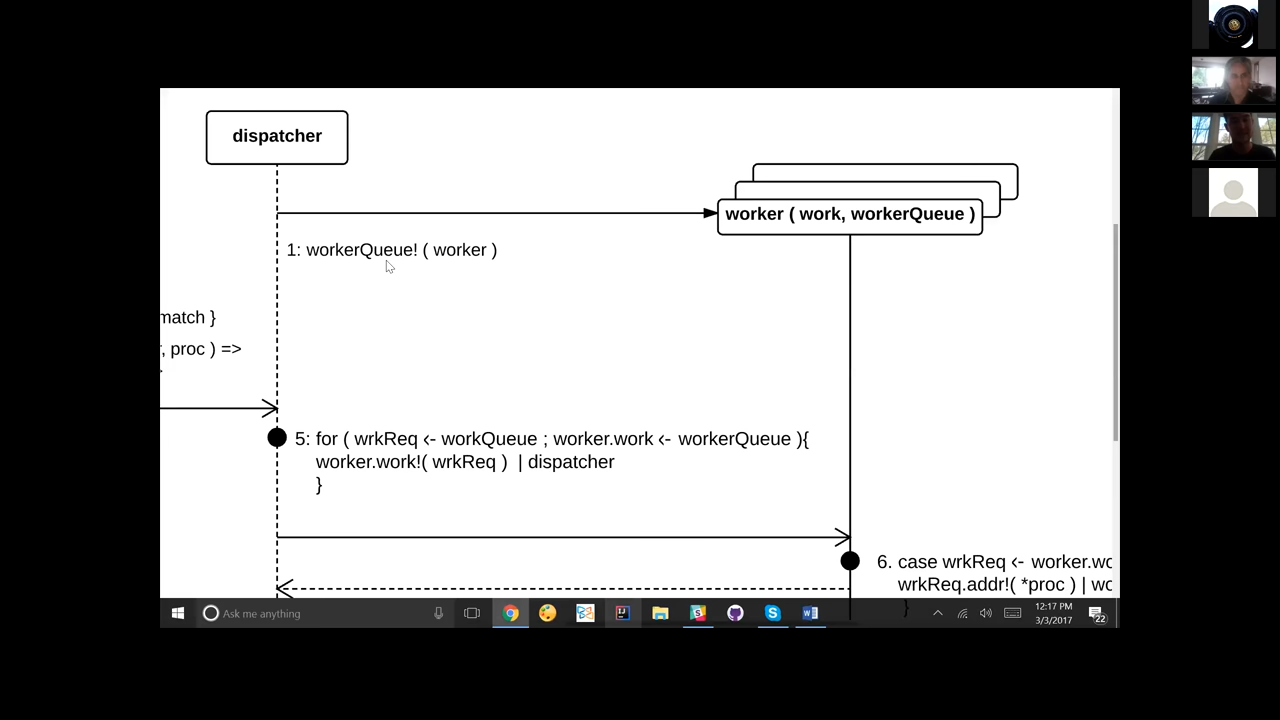 dispatcher
worker ( work, workerQueue )
1: workerQueue! ( worker )
match }
, proc ) =>
5: for ( wrkReq <- workQueue ; worker.work <- workerQueue ){
worker.work!( wrkReq ) | dispatcher
}
6. case wrkReq <- worker.wo
wrkReq.addr!( *proc ) | wo
}
Ask me anything
12:17 PM
3/3/2017
22